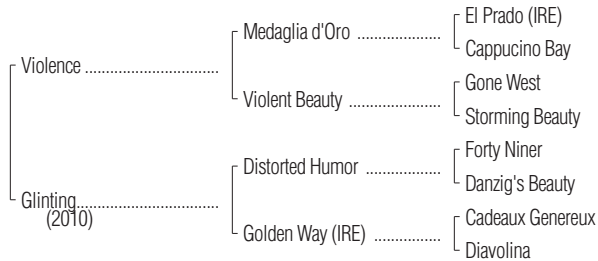 El Prado (IRE)
Medaglia d'Oro ....................
Cappucino Bay
Violence ................................
Gone West
Violent Beauty ......................
Storming Beauty
Forty Niner
Distorted Humor ..................
Danzig's Beauty
Glinting..................................
(2010)
Cadeaux Genereux
Golden Way (IRE) ................
Diavolina